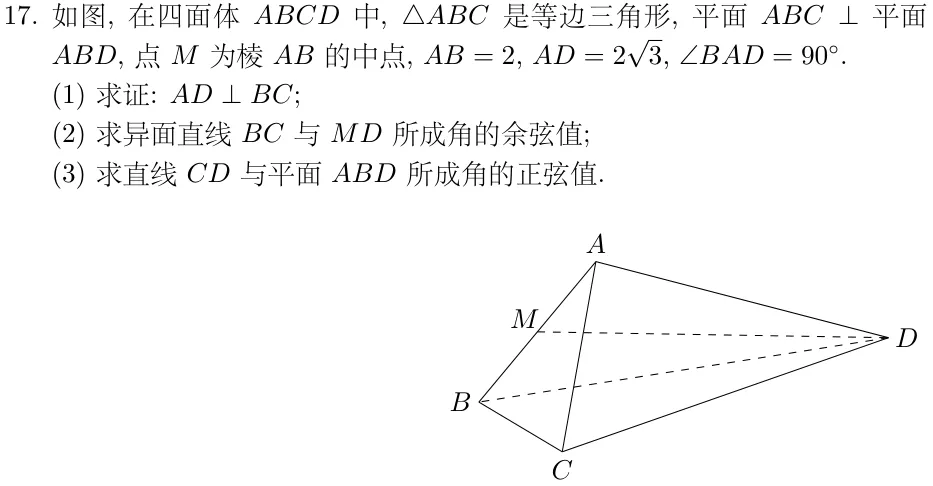 17. 如图, 在四面体 ABCD 中, △ABC 是等边三角形, 平面 ABC ⊥ 平面
ABD, 点 M 为棱 AB 的中点, AB = 2, AD = 2√3, ∠BAD = 90°.
(1) 求证: AD ⊥ BC;
(2) 求异面直线 BC 与 MD 所成角的余弦值;
(3) 求直线 CD 与平面 ABD 所成角的正弦值.
A
M
D
B
C